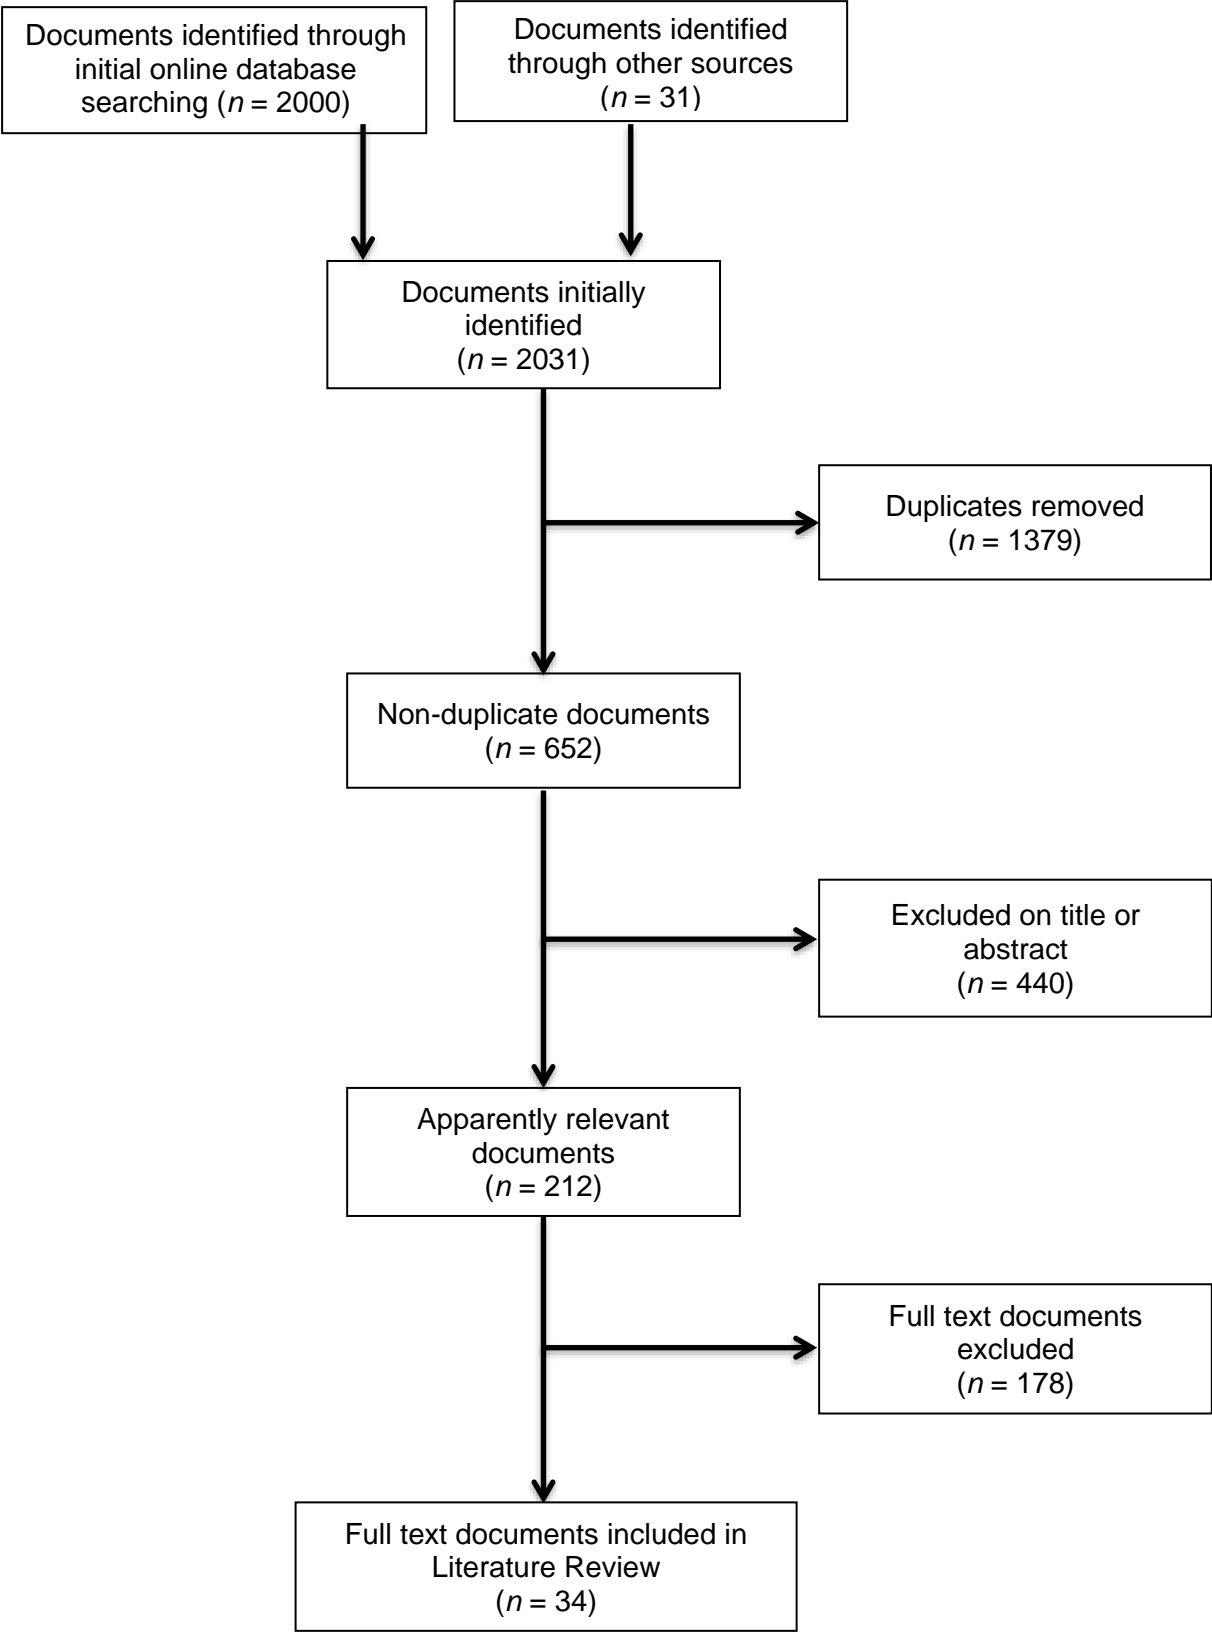 Documents identified through
initial online database
searching (n = 2000)
Documents identified
through other sources
(n = 31)
Documents initially
identified
(n = 2031)
Duplicates removed
(n = 1379)
Non-duplicate documents
(n = 652)
Excluded on title or
abstract
(n = 440)
Apparently relevant
documents
(n = 212)
Full text documents
excluded
(n = 178)
Full text documents included in
Literature Review
(n = 34)